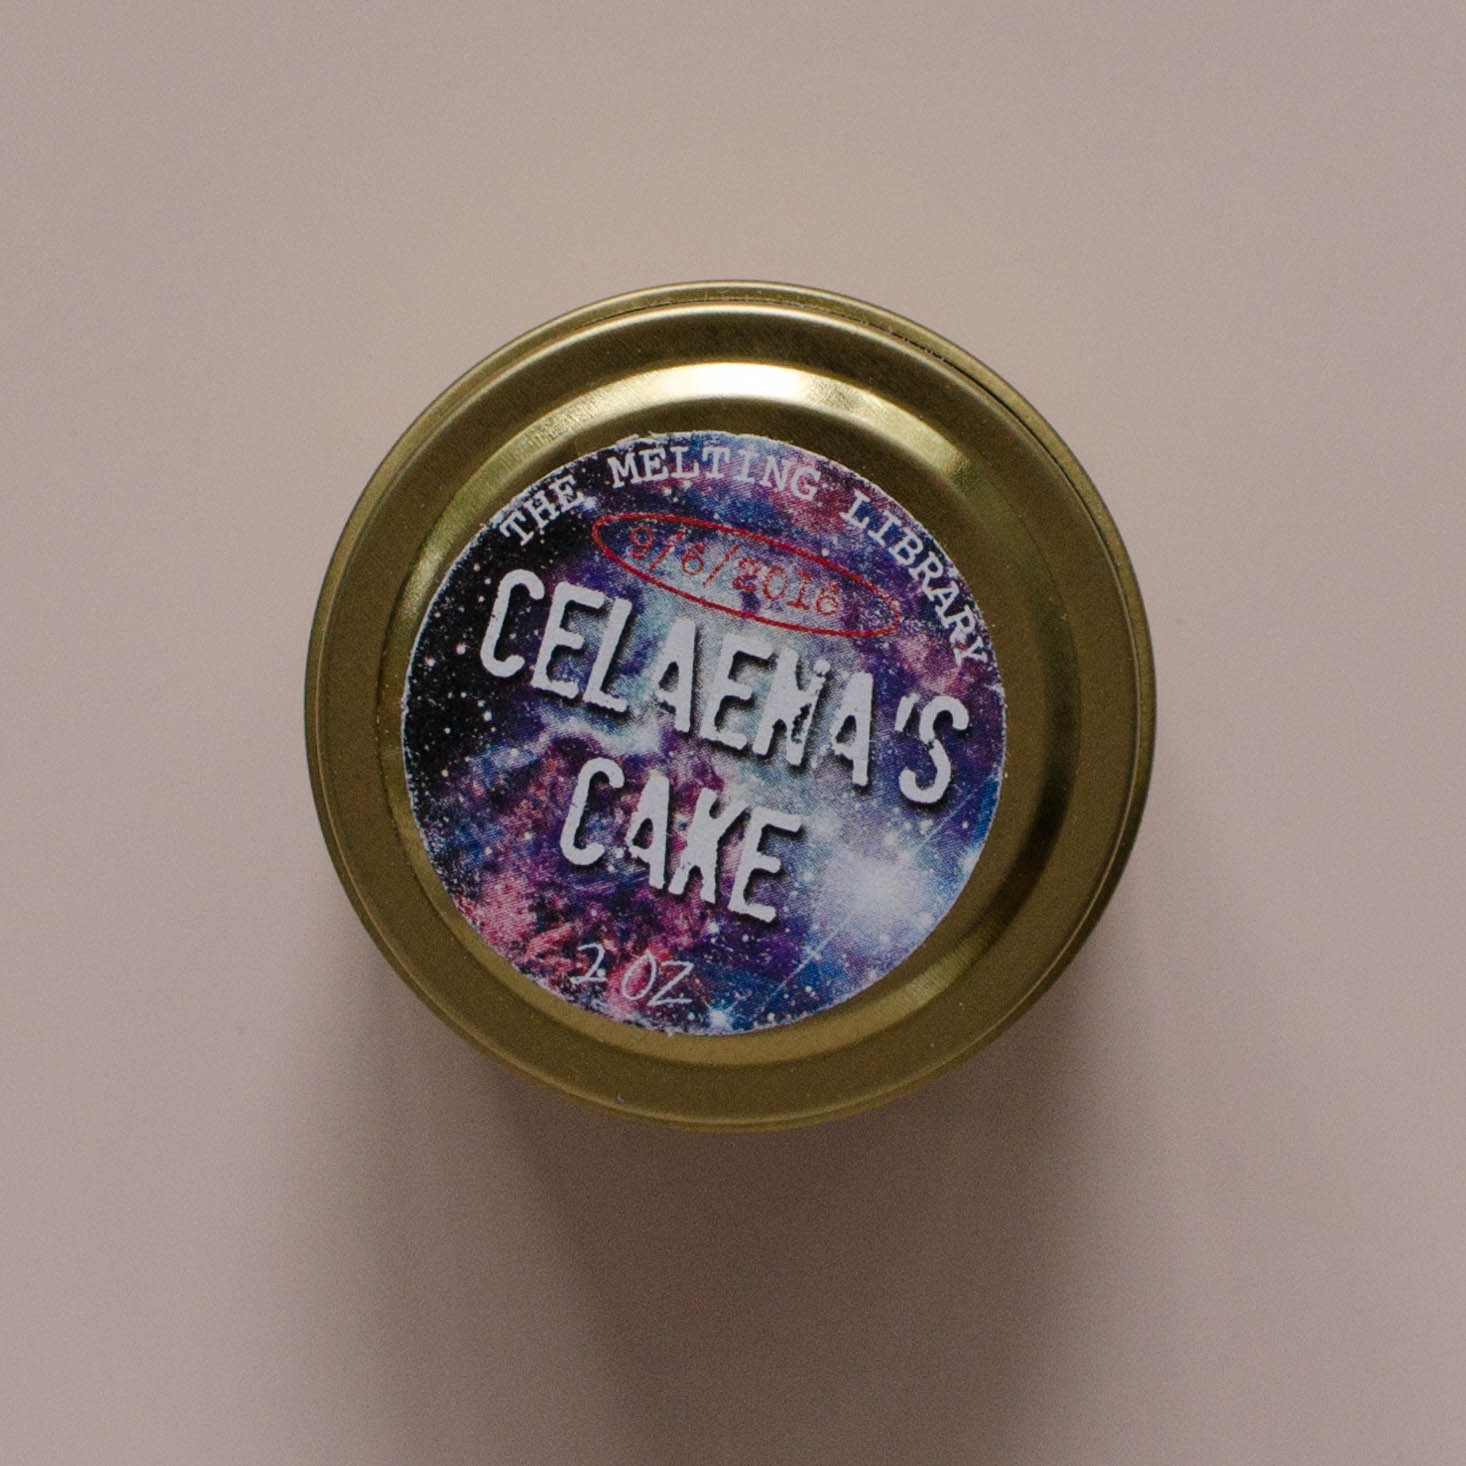 THE MELTING LIBRARY
9/6/2016
CELAENA'S
CAKE
2 OZ